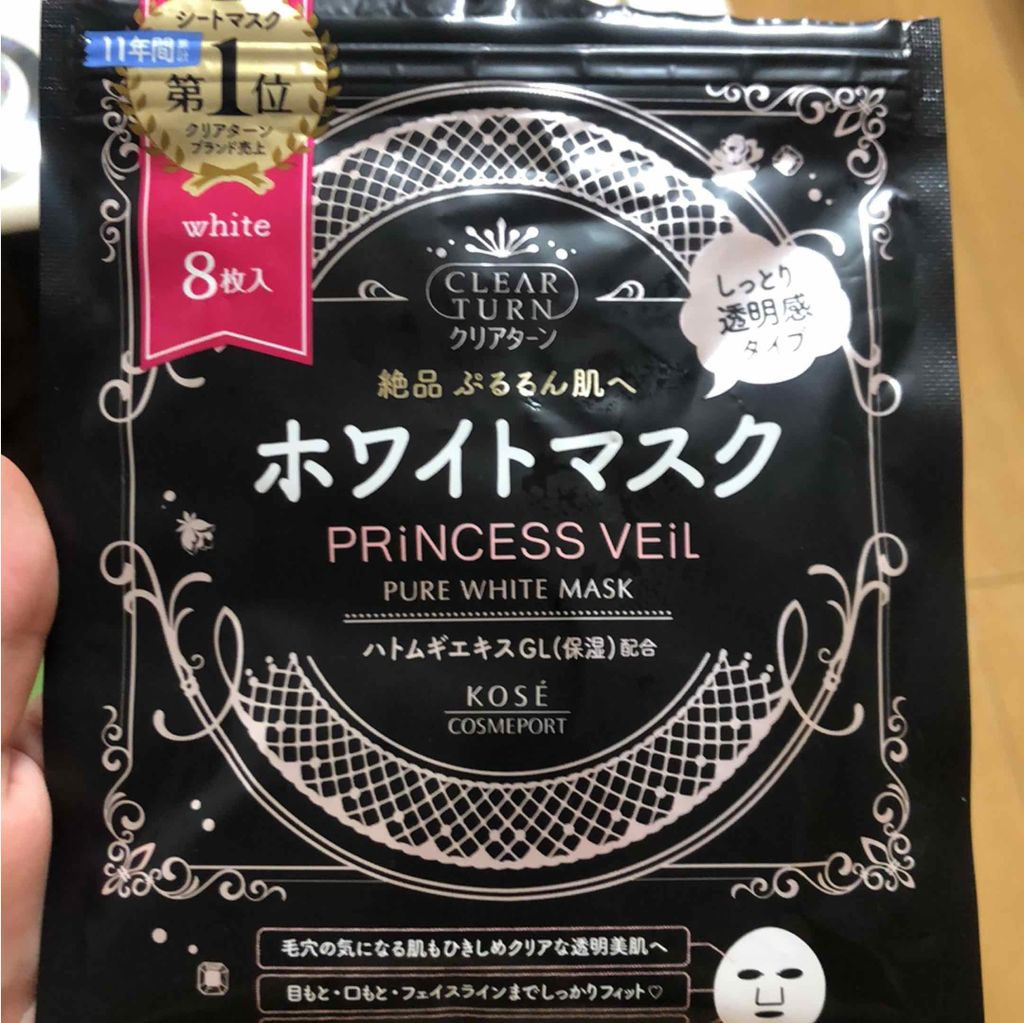 シートマスク
11年間累計
第1位
クリアターン
ブランド売上
white
8枚入
CLEAR
TURN
クリアターン
しっとり
透明感
タイプ
絶品 ぷるるん肌へ
ホワイトマスク
PRiNCESS VEiL
PURE WHITE MASK
ハトムギエキスGL(保湿)配合
KOSÉ
COSMEPORT
毛穴の気になる肌もひきしめクリアな透明美肌へ
目もと・口もと・フェイスラインまでしっかりフィット♡